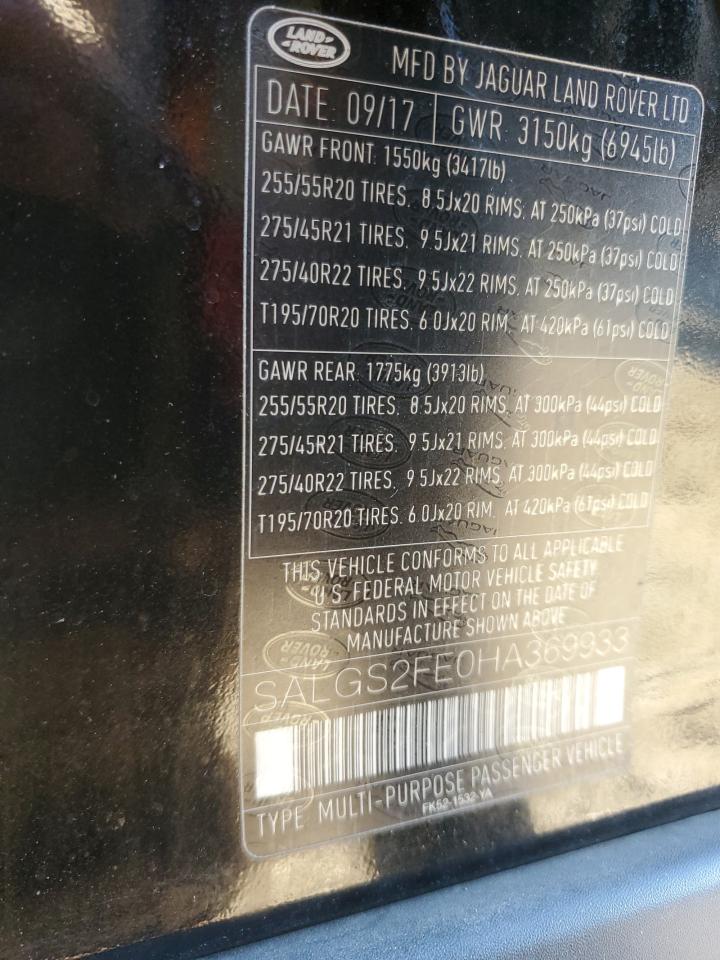 LAND-
-ROVER
MFD BY JAGUAR LAND ROVER LTD
DATE: 09/17 GWR: 3150kg (6945lb)
GAWR FRONT: 1550kg (3417lb)
255/55R20 TIRES. 8.5Jx20 RIMS. AT 250kPa (37psi) COLD
275/45R21 TIRES. 9.5Jx21 RIMS. AT 250kPa (37psi) COLD
275/40R22 TIRES. 9.5Jx22 RIMS. AT 250kPa (37psi) COLD
T195/70R20 TIRES. 6.0Jx20 RIM. AT 420kPa (61psi) COLD
GAWR REAR: 1775kg (3913lb)
255/55R20 TIRES. 8.5Jx20 RIMS. AT 300kPa (44psi) COLD
275/45R21 TIRES. 9.5Jx21 RIMS. AT 300kPa (44psi) COLD
275/40R22 TIRES. 9.5Jx22 RIMS. AT 300kPa (44psi) COLD
T195/70R20 TIRES. 6.0Jx20 RIM. AT 420kPa (61psi) COLD
THIS VEHICLE CONFORMS TO ALL APPLICABLE
U.S. FEDERAL MOTOR VEHICLE SAFETY
STANDARDS IN EFFECT ON THE DATE OF
MANUFACTURE SHOWN ABOVE
SALGS2FE0HA369933
TYPE: MULTI-PURPOSE PASSENGER VEHICLE
FK52-1532-YA